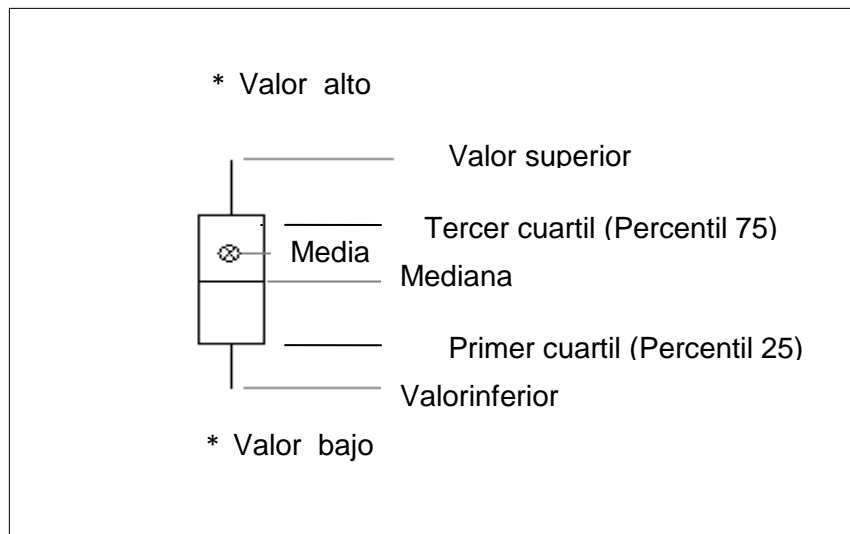 * Valor alto
Valor superior
Tercer cuartil (Percentil 75)
Media
Mediana
Primer cuartil (Percentil 25)
Valorinferior
* Valor bajo